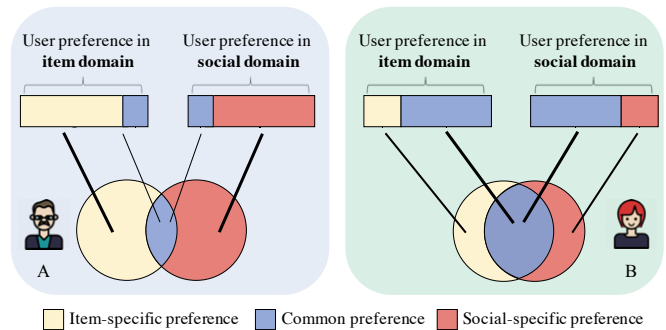 User preference in
item domain
User preference in
social domain
User preference in
item domain
User preference in
social domain
A
B
Item-specific preference
Common preference
Social-specific preference